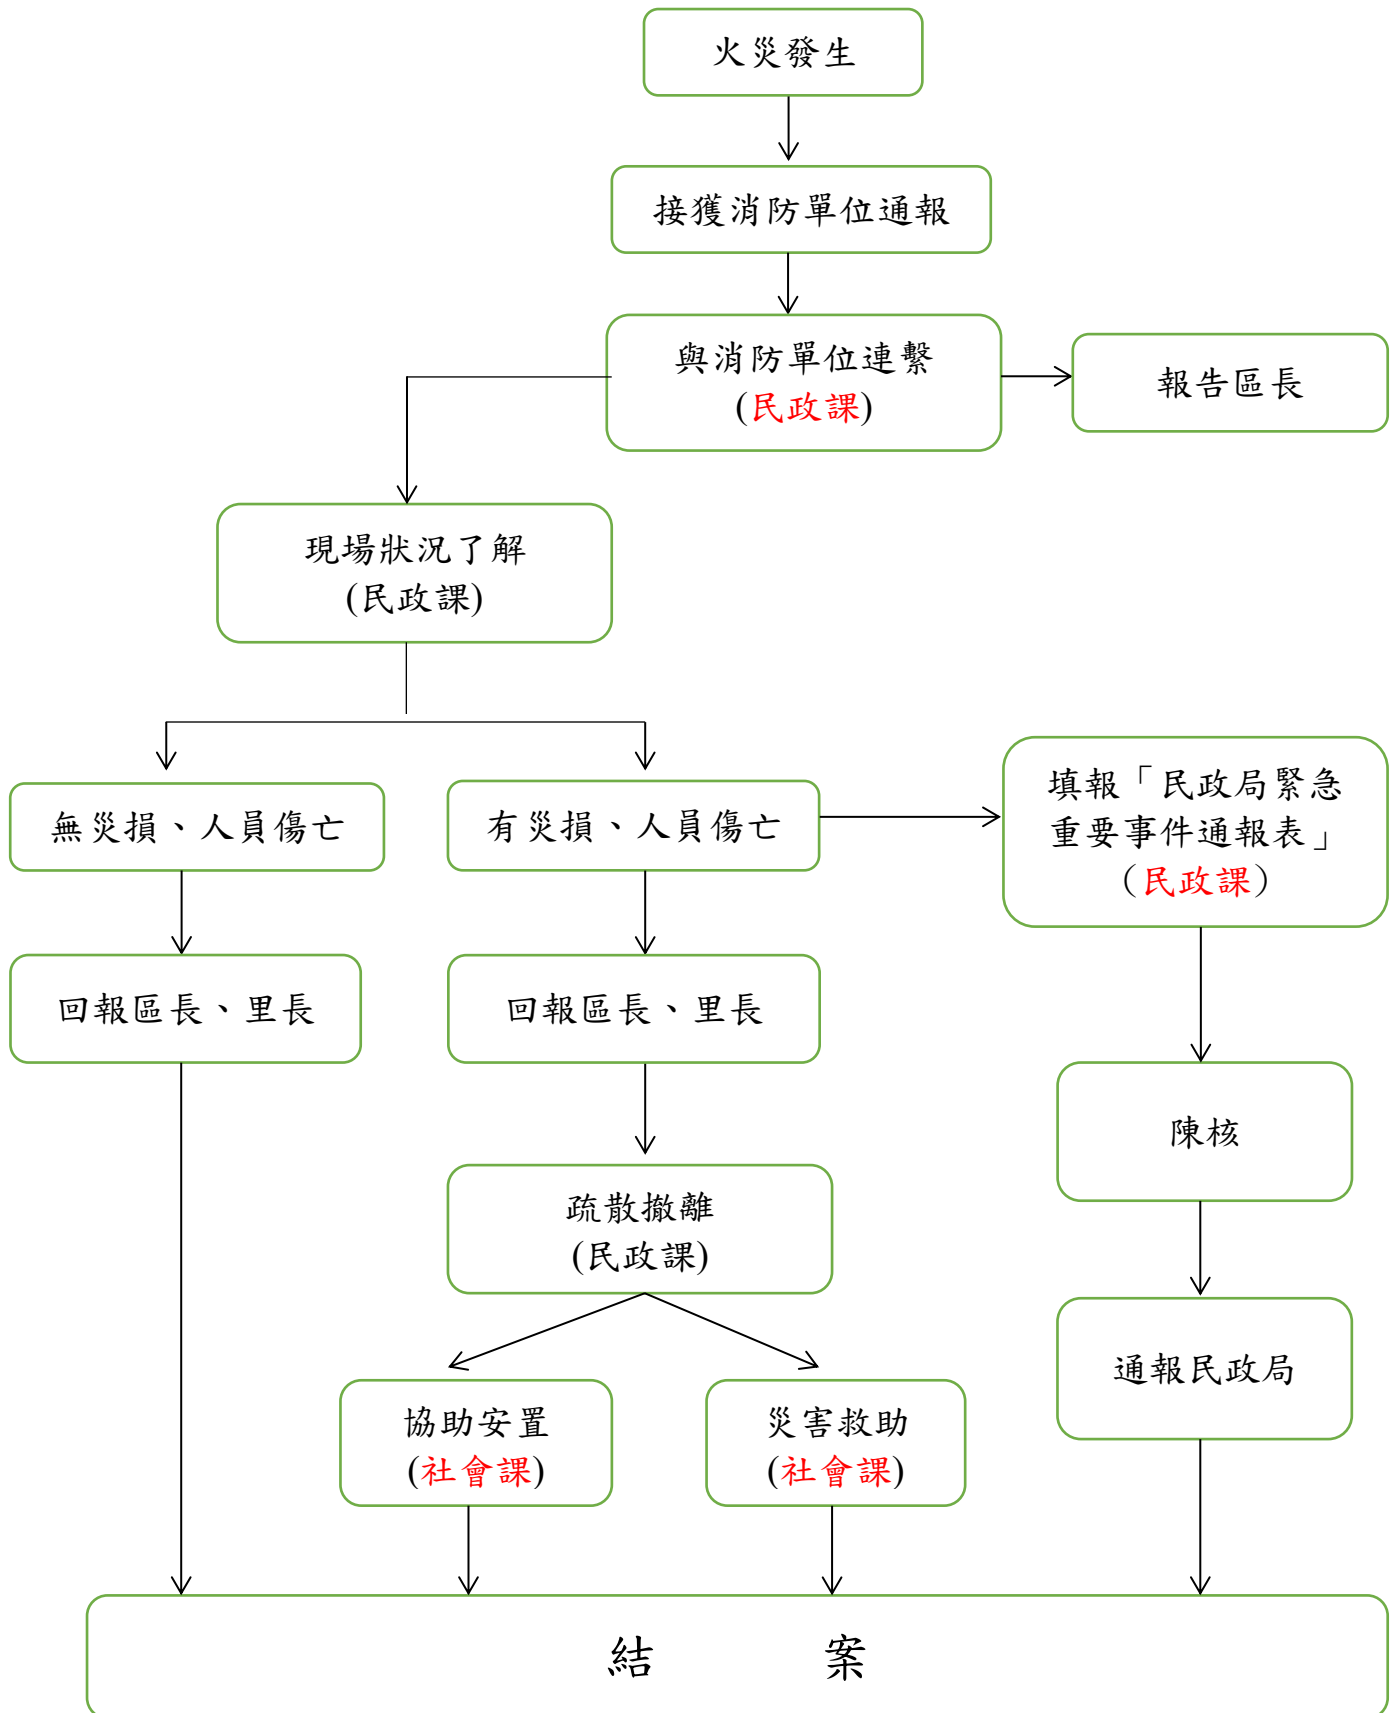 火災發生
接獲消防單位通報
與消防單位連繫
(民政課)
報告區長
現場狀況了解
(民政課)
無災損、人員傷亡
有災損、人員傷亡
填報「民政局緊急
重要事件通報表」
（民政課）
回報區長、里長
回報區長、里長
陳核
疏散撤離
(民政課)
通報民政局
協助安置
(社會課)
災害救助
(社會課)
結 案